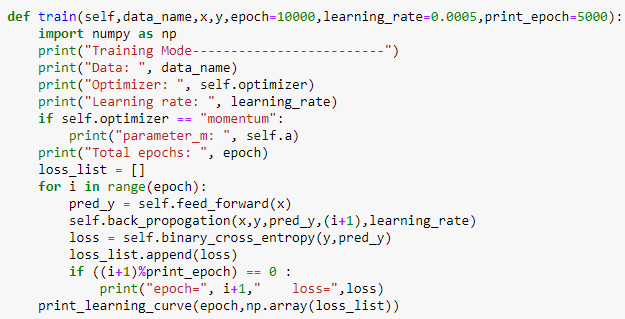 def train(self,data_name,x,y,epoch=10000,learning_rate=0.0005,print_epoch=5000):
    import numpy as np
    print("Training Mode-------------------------")
    print("Data: ", data_name)
    print("Optimizer: ", self.optimizer)
    print("Learning rate: ", learning_rate)
    if self.optimizer == "momentum":
        print("parameter_m: ", self.a)
    print("Total epochs: ", epoch)
    loss_list = []
    for i in range(epoch):
        pred_y = self.feed_forward(x)
        self.back_propogation(x,y,pred_y,(i+1),learning_rate)
        loss = self.binary_cross_entropy(y,pred_y)
        loss_list.append(loss)
        if ((i+1)%print_epoch) == 0 :
            print("epoch=", i+1,"    loss=",loss)
    print_learning_curve(epoch,np.array(loss_list))